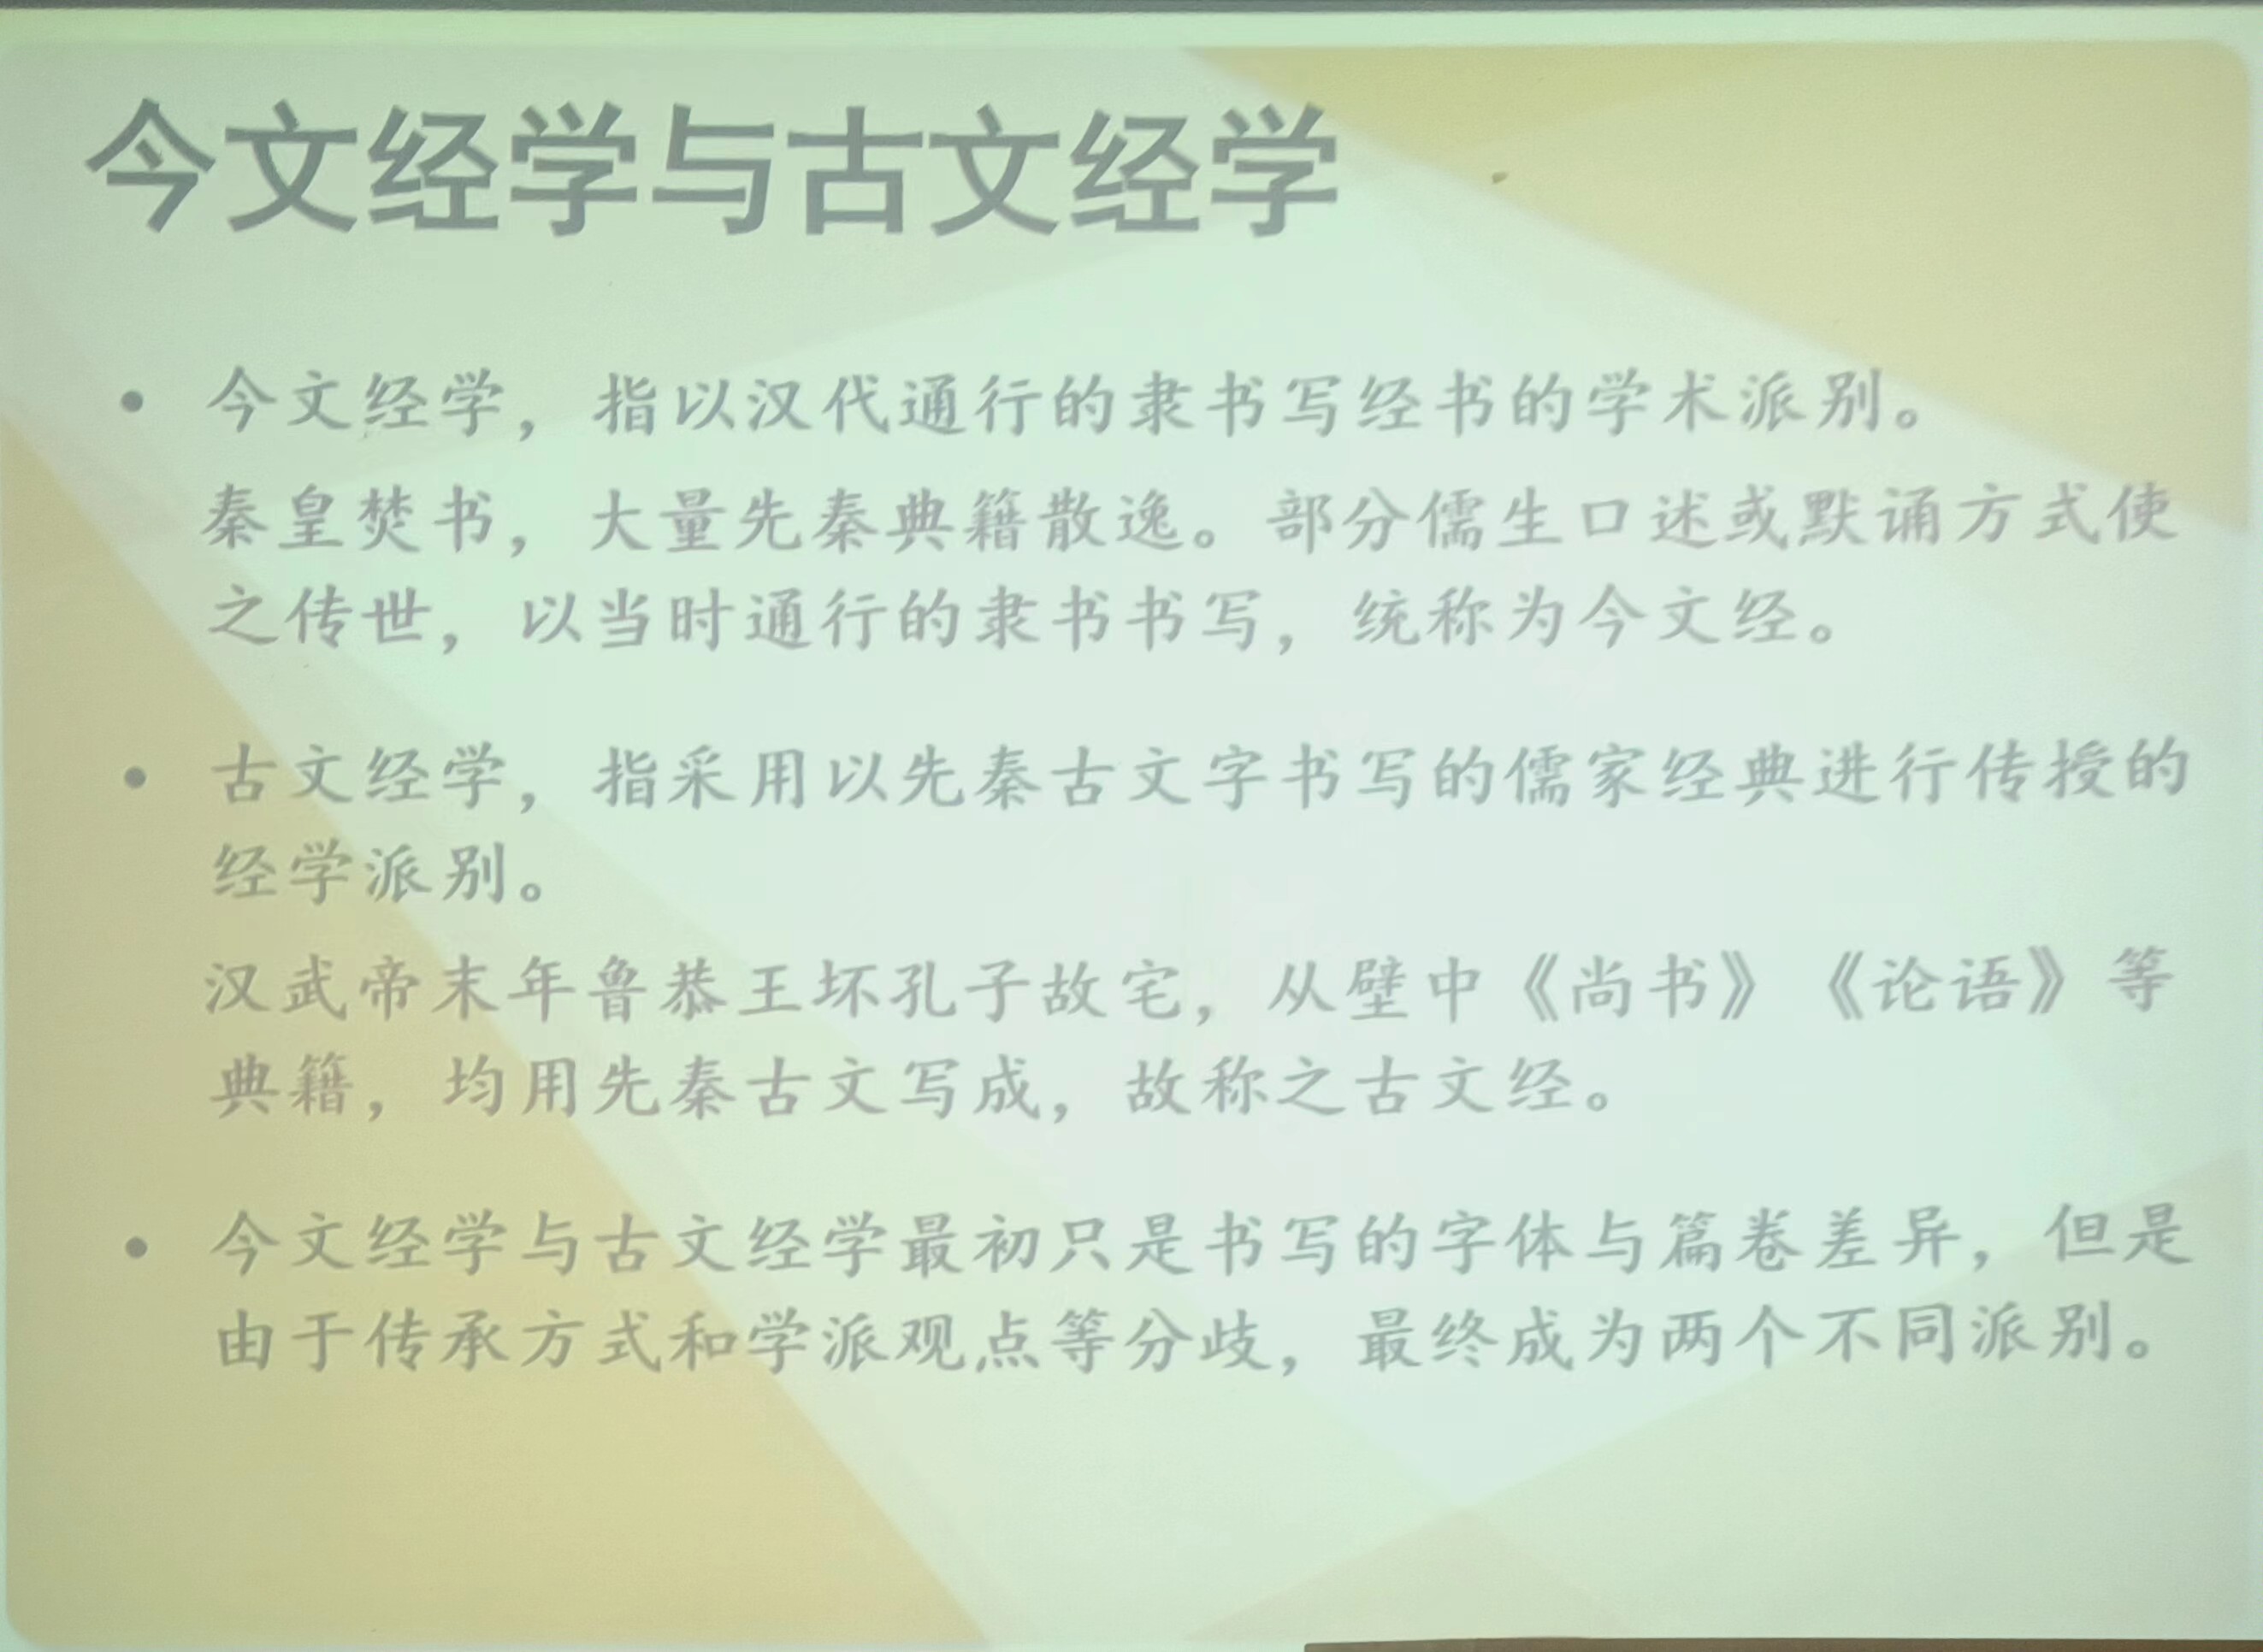 今文经学与古文经学
• 今文经学，指以汉代通行的隶书写经书的学术派别。
秦皇焚书，大量先秦典籍散逸。部分儒生口述或默诵方式使
之传世，以当时通行的隶书书写，统称为今文经。
• 古文经学，指采用以先秦古文字书写的儒家经典进行传授的
经学派别。
汉武帝末年鲁恭王坏孔子故宅，从壁中《尚书》《论语》等
典籍，均用先秦古文写成，故称之古文经。
• 今文经学与古文经学最初只是书写的字体与篇卷差异，但是
由于传承方式和学派观点等分歧，最终成为两个不同派别。